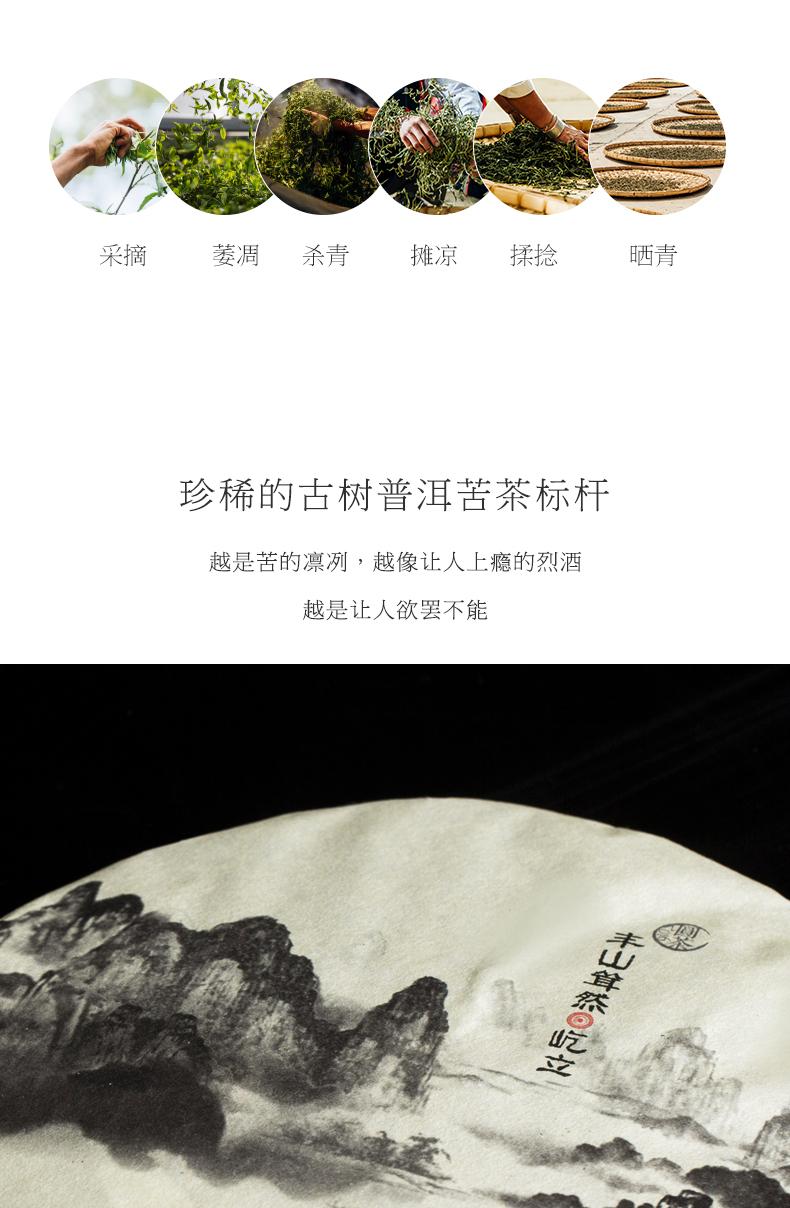 采摘 萎凋 杀青 摊凉 揉捻 晒青
珍稀的古树普洱苦茶标杆
越是苦的凛冽，越像让人上瘾的烈酒
越是让人欲罢不能
丰山耸然
屹立